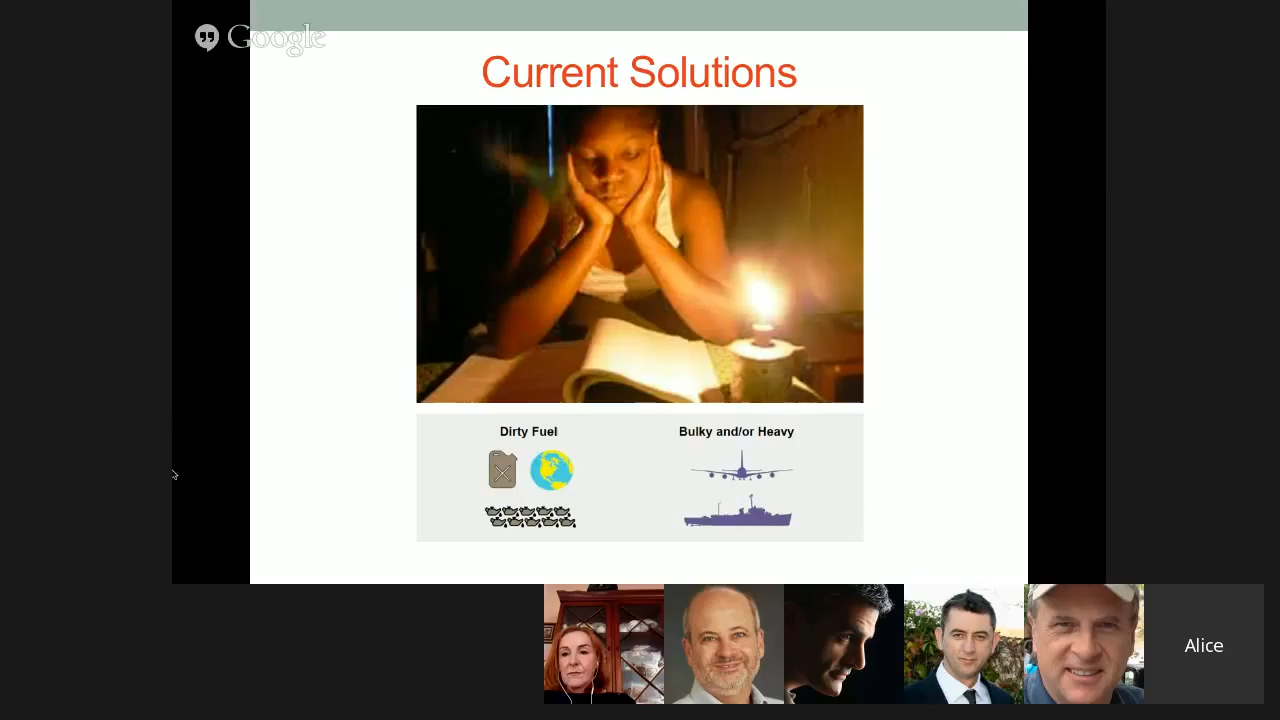 Google
Current Solutions
Dirty Fuel
Bulky and/or Heavy
Alice